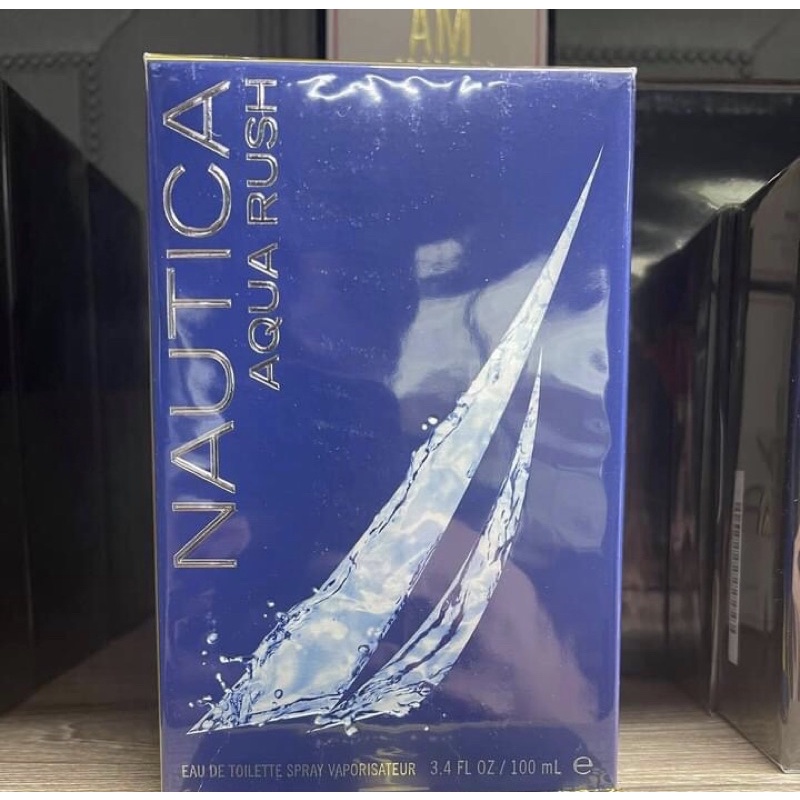 AM
NAUTICA
AQUA RUSH
EAU DE TOILETTE SPRAY VAPORISATEUR 3.4 FL OZ / 100 mL ℮